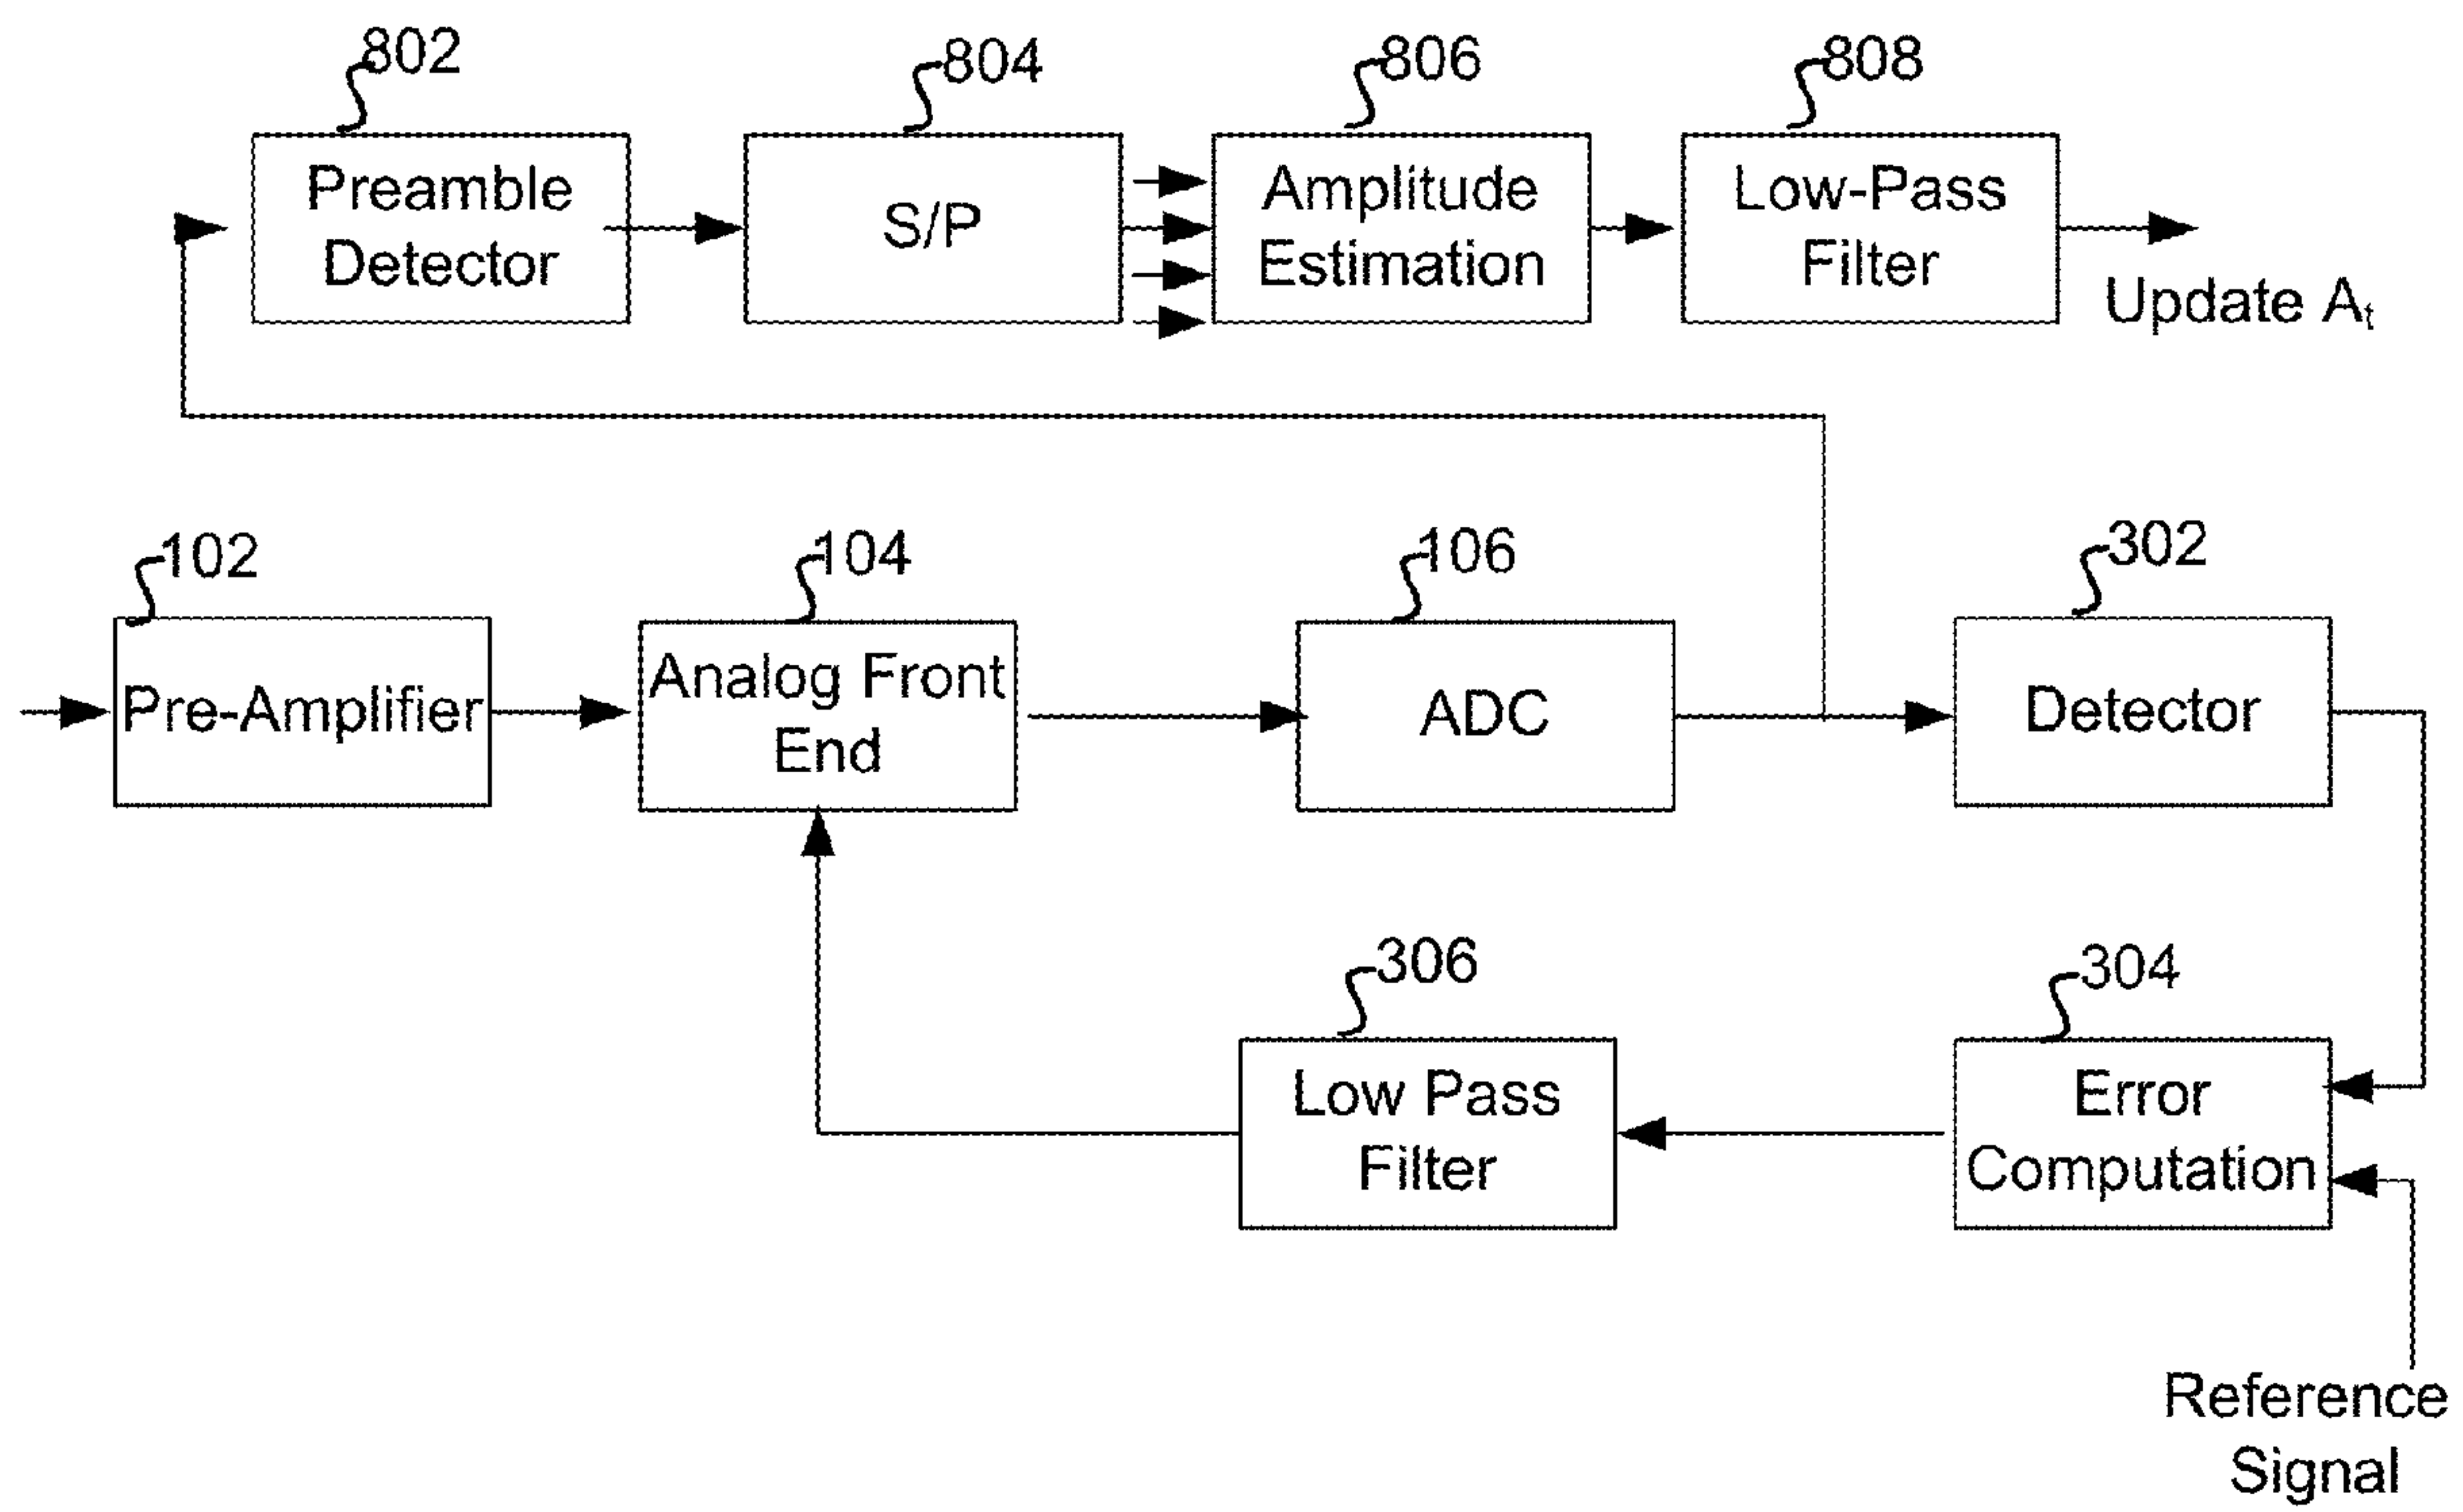 802
804
806
808
Preamble
Detector
S/P
Amplitude
Estimation
Low-Pass
Filter
Update At
102
104
106
302
Pre-Amplifier
Analog Front
End
ADC
Detector
306
304
Low Pass
Filter
Error
Computation
Reference
Signal